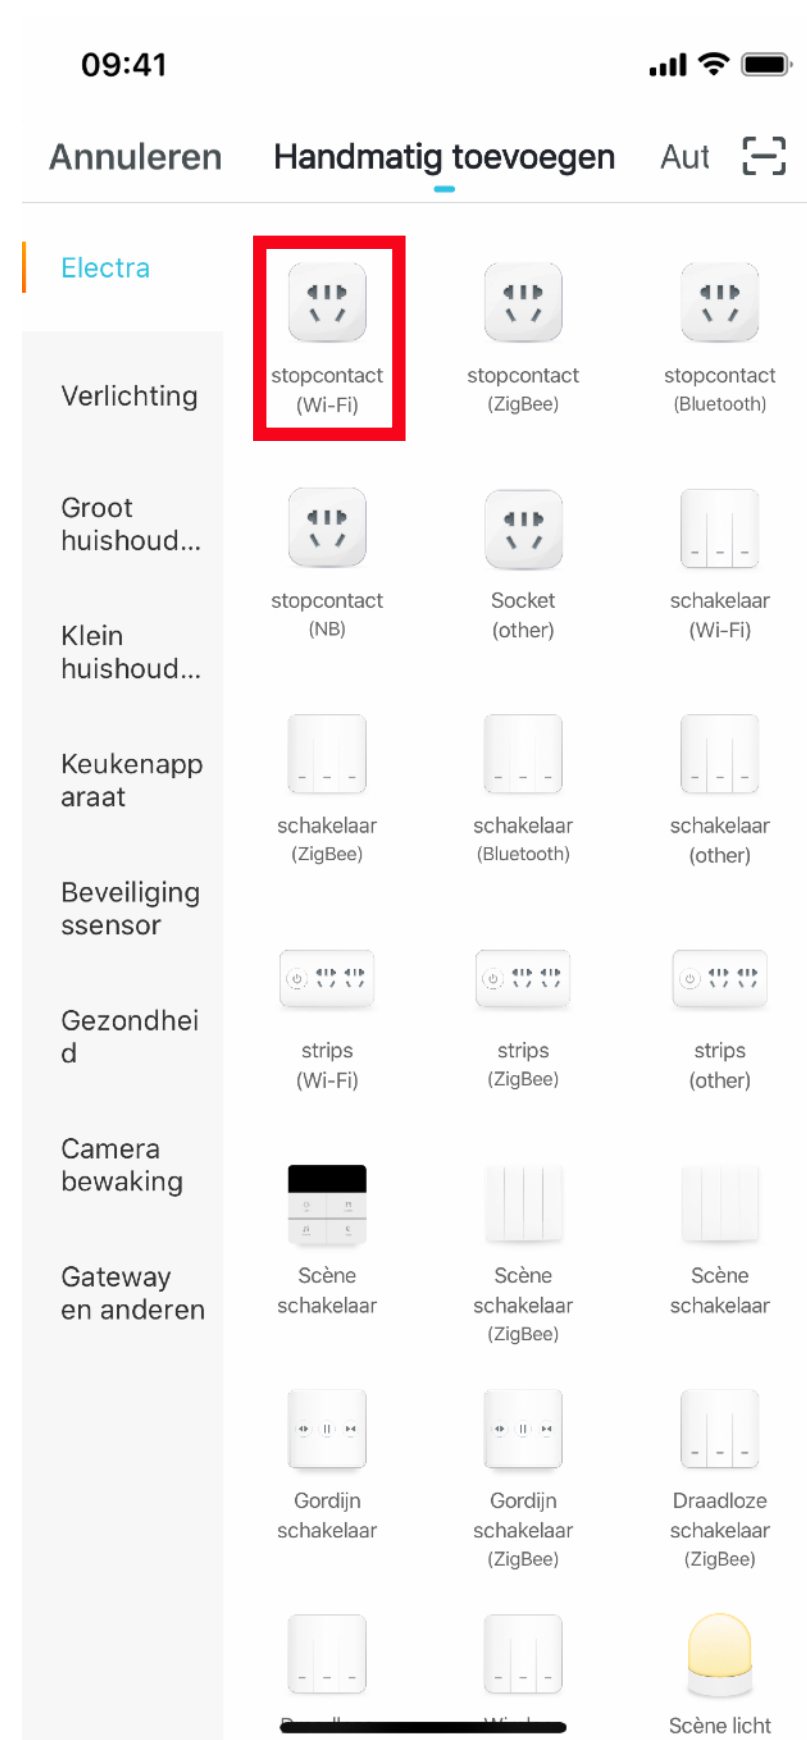 09:41
Annuleren
Handmatig toevoegen
Aut
Electra
Verlichting
Groot
huishoud...
Klein
huishoud...
Keukenapp
araat
Beveiliging
ssensor
Gezondhei
d
Camera
bewaking
Gateway
en anderen
stopcontact
(Wi-Fi)
stopcontact
(ZigBee)
stopcontact
(Bluetooth)
stopcontact
(NB)
Socket
(other)
schakelaar
(Wi-Fi)
schakelaar
(ZigBee)
schakelaar
(Bluetooth)
schakelaar
(other)
strips
(Wi-Fi)
strips
(ZigBee)
strips
(other)
Scène
schakelaar
Scène
schakelaar
(ZigBee)
Scène
schakelaar
Gordijn
schakelaar
Gordijn
schakelaar
(ZigBee)
Draadloze
schakelaar
(ZigBee)
Scène licht